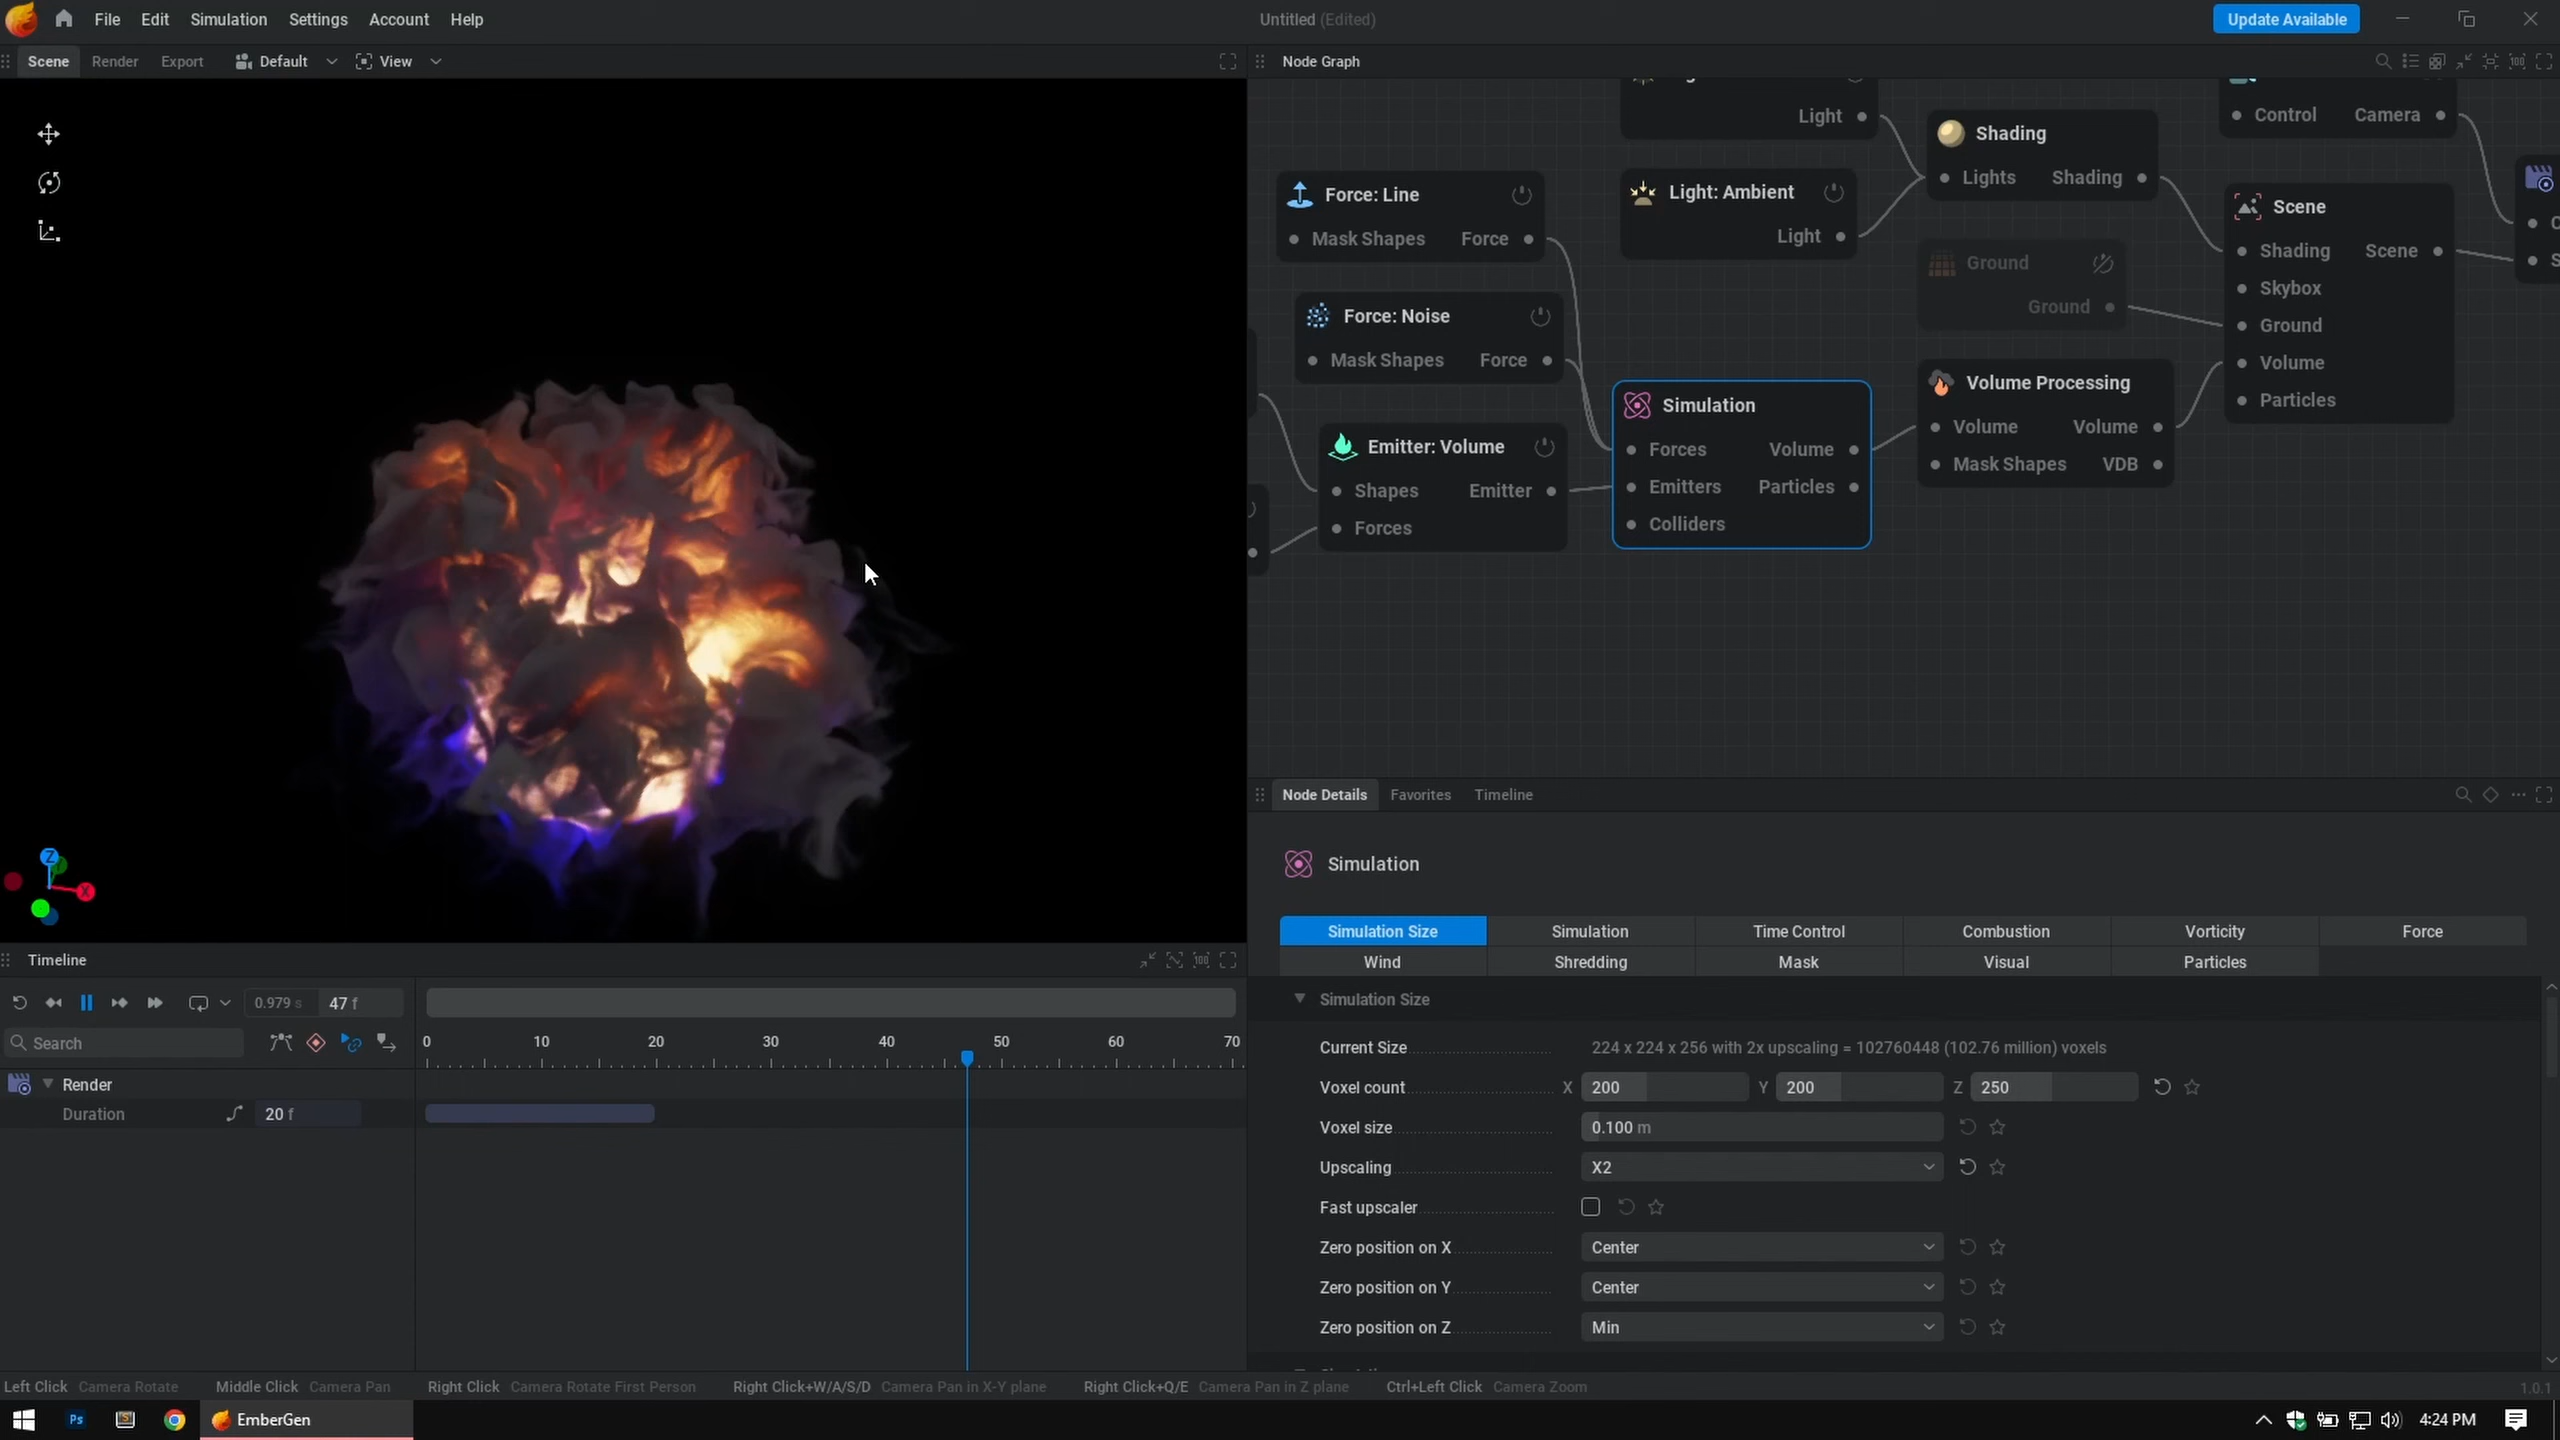 File Edit Simulation Settings Account Help
Untitled (Edited)
Update Available
Scene Render Export Default View
Node Graph
Light
Control Camera
Shading
Lights Shading
Force: Line
Mask Shapes Force
Light: Ambient
Light
Scene
Shading Scene
Skybox
Ground
Volume
Particles
Ground
Ground
Force: Noise
Mask Shapes Force
Emitter: Volume
Shapes Emitter
Forces
Simulation
Forces Volume
Emitters Particles
Colliders
Volume Processing
Volume Volume
Mask Shapes VDB
Z
X
Node Details Favorites Timeline
Simulation
Simulation Size Simulation Time Control Combustion Vorticity Force
Wind Shredding Mask Visual Particles
Simulation Size
Current Size 224 x 224 x 256 with 2x upscaling = 102760448 (102.76 million) voxels
Voxel count X 200 Y 200 Z 250
Voxel size 0.100 m
Upscaling X2
Fast upscaler
Zero position on X Center
Zero position on Y Center
Zero position on Z Min
Timeline
0.979 s 47 f
Search
0 10 20 30 40 50 60 70
Render
Duration 20 f
Left Click Camera Rotate Middle Click Camera Pan Right Click Camera Rotate First Person Right Click+W/A/S/D Camera Pan in X-Y plane Right Click+Q/E Camera Pan in Z plane Ctrl+Left Click Camera Zoom 1.0.1
Ps EmberGen 4:24 PM